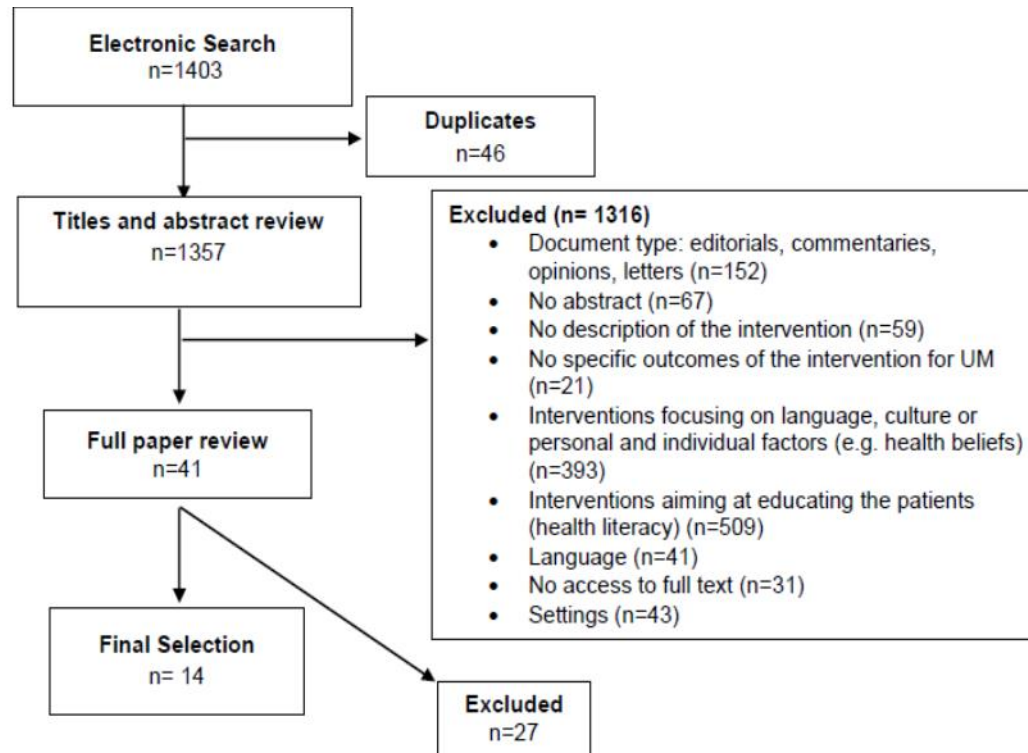 Electronic Search
n=1403
Duplicates
n=46
Titles and abstract review
n=1357
Excluded (n= 1316)
• Document type: editorials, commentaries,
opinions, letters (n=152)
• No abstract (n=67)
• No description of the intervention (n=59)
• No specific outcomes of the intervention for UM
(n=21)
• Interventions focusing on language, culture or
personal and individual factors (e.g. health beliefs)
(n=393)
• Interventions aiming at educating the patients
(health literacy) (n=509)
• Language (n=41)
• No access to full text (n=31)
• Settings (n=43)
Full paper review
n=41
Final Selection
n= 14
Excluded
n=27